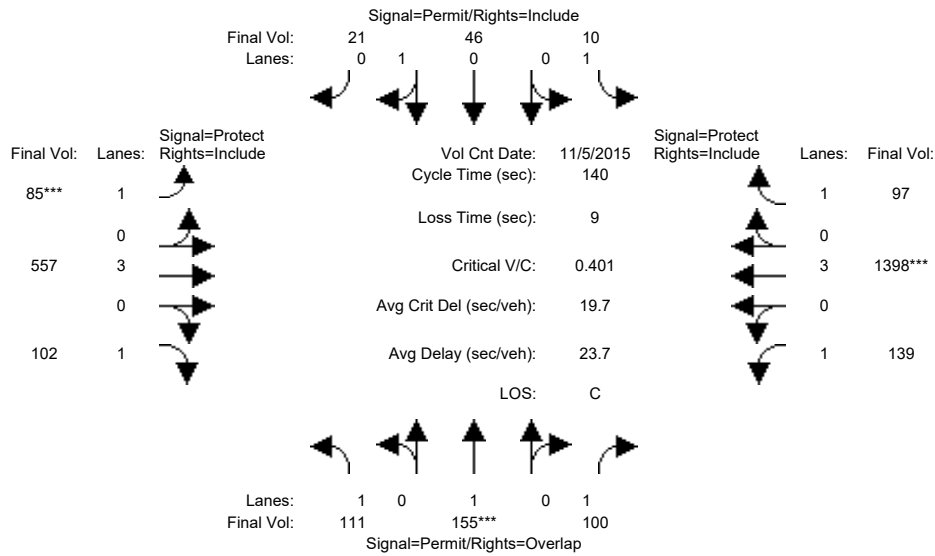 Signal=Permit/Rights=Include
Final Vol: 21 46 10
Lanes: 0 1 0 0 1
Signal=Protect
Final Vol: Lanes: Rights=Include
Vol Cnt Date: 11/5/2015
Signal=Protect
Rights=Include Lanes: Final Vol:
Cycle Time (sec): 140
85*** 1
1 97
Loss Time (sec): 9
0
0
557 3
Critical V/C: 0.401
3 1398***
0
Avg Crit Del (sec/veh): 19.7
0
102 1
Avg Delay (sec/veh): 23.7
1 139
LOS: C
Lanes: 1 0 1 0 1
Final Vol: 111 155*** 100
Signal=Permit/Rights=Overlap